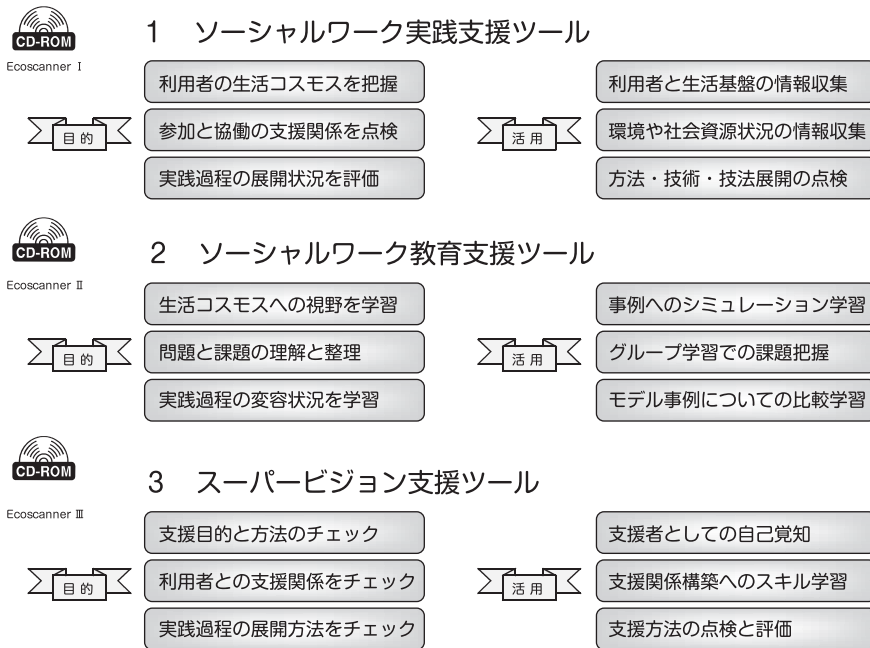 CD-ROM
Ecoscanner Ⅰ
1 ソーシャルワーク実践支援ツール
目的
利用者の生活コスモスを把握
参加と協働の支援関係を点検
実践過程の展開状況を評価
活用
利用者と生活基盤の情報収集
環境や社会資源状況の情報収集
方法・技術・技法展開の点検
CD-ROM
Ecoscanner Ⅱ
2 ソーシャルワーク教育支援ツール
目的
生活コスモスへの視野を学習
問題と課題の理解と整理
実践過程の変容状況を学習
活用
事例へのシミュレーション学習
グループ学習での課題把握
モデル事例についての比較学習
CD-ROM
Ecoscanner Ⅲ
3 スーパービジョン支援ツール
目的
支援目的と方法のチェック
利用者との支援関係をチェック
実践過程の展開方法をチェック
活用
支援者としての自己覚知
支援関係構築へのスキル学習
支援方法の点検と評価